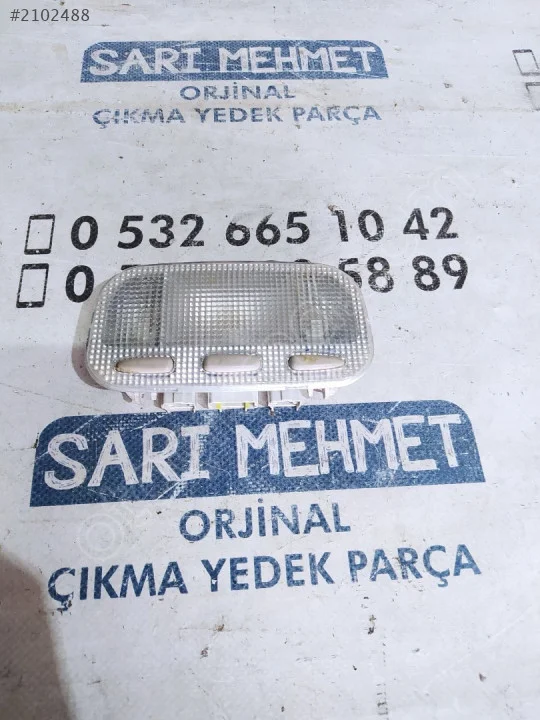 #2102488
SARI MEHMET
ORJİNAL
ÇIKMA YEDEK PARÇA
0 532 665 10 42
0 58 89
SARI MEHMET
ORJİNAL
ÇIKMA YEDEK PARÇA